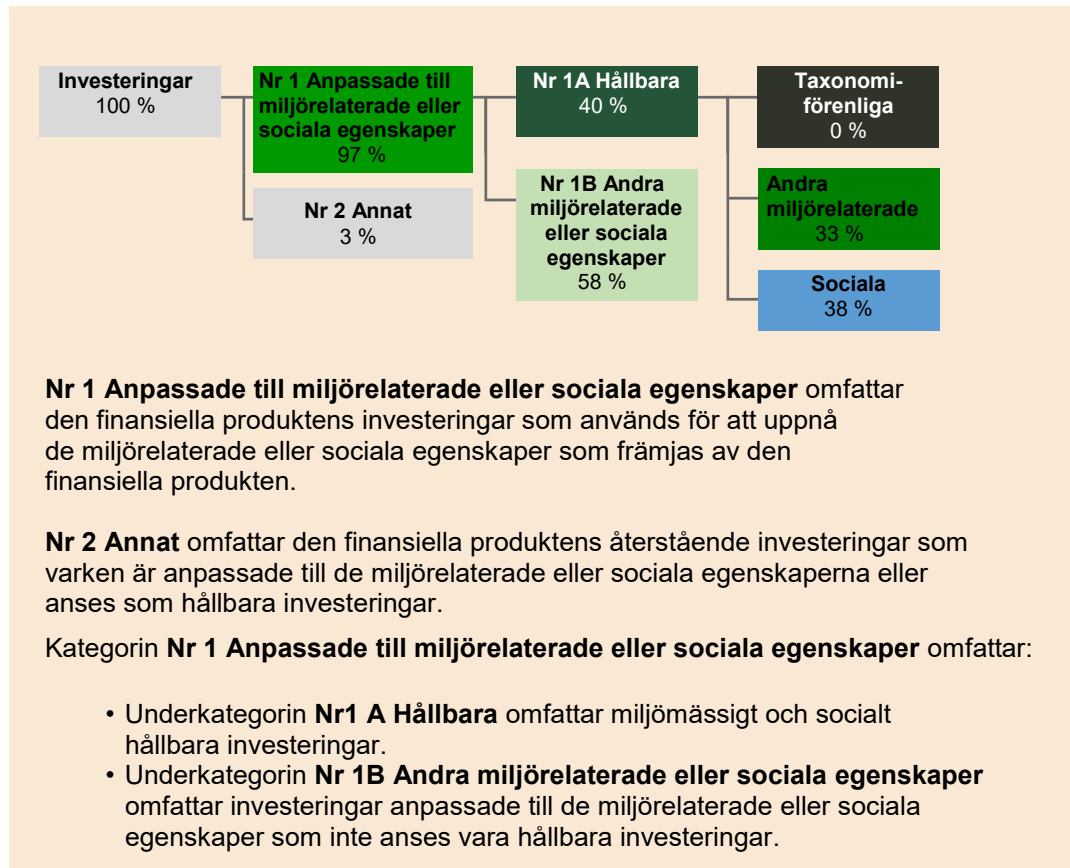 Investeringar
100 %
Nr 1 Anpassade till
miljörelaterade eller
sociala egenskaper
97 %
Nr 2 Annat
3 %
Nr 1A Hållbara
40 %
Nr 1B Andra
miljörelaterade
eller sociala
egenskaper
58 %
Taxonomi-
förenliga
0 %
Andra
miljörelaterade
33 %
Sociala
38 %
Nr 1 Anpassade till miljörelaterade eller sociala egenskaper omfattar
den finansiella produktens investeringar som används för att uppnå
de miljörelaterade eller sociala egenskaper som främjas av den
finansiella produkten.
Nr 2 Annat omfattar den finansiella produktens återstående investeringar som
varken är anpassade till de miljörelaterade eller sociala egenskaperna eller
anses som hållbara investeringar.
Kategorin Nr 1 Anpassade till miljörelaterade eller sociala egenskaper omfattar:
• Underkategorin Nr1 A Hållbara omfattar miljömässigt och socialt
hållbara investeringar.
• Underkategorin Nr 1B Andra miljörelaterade eller sociala egenskaper
omfattar investeringar anpassade till de miljörelaterade eller sociala
egenskaper som inte anses vara hållbara investeringar.